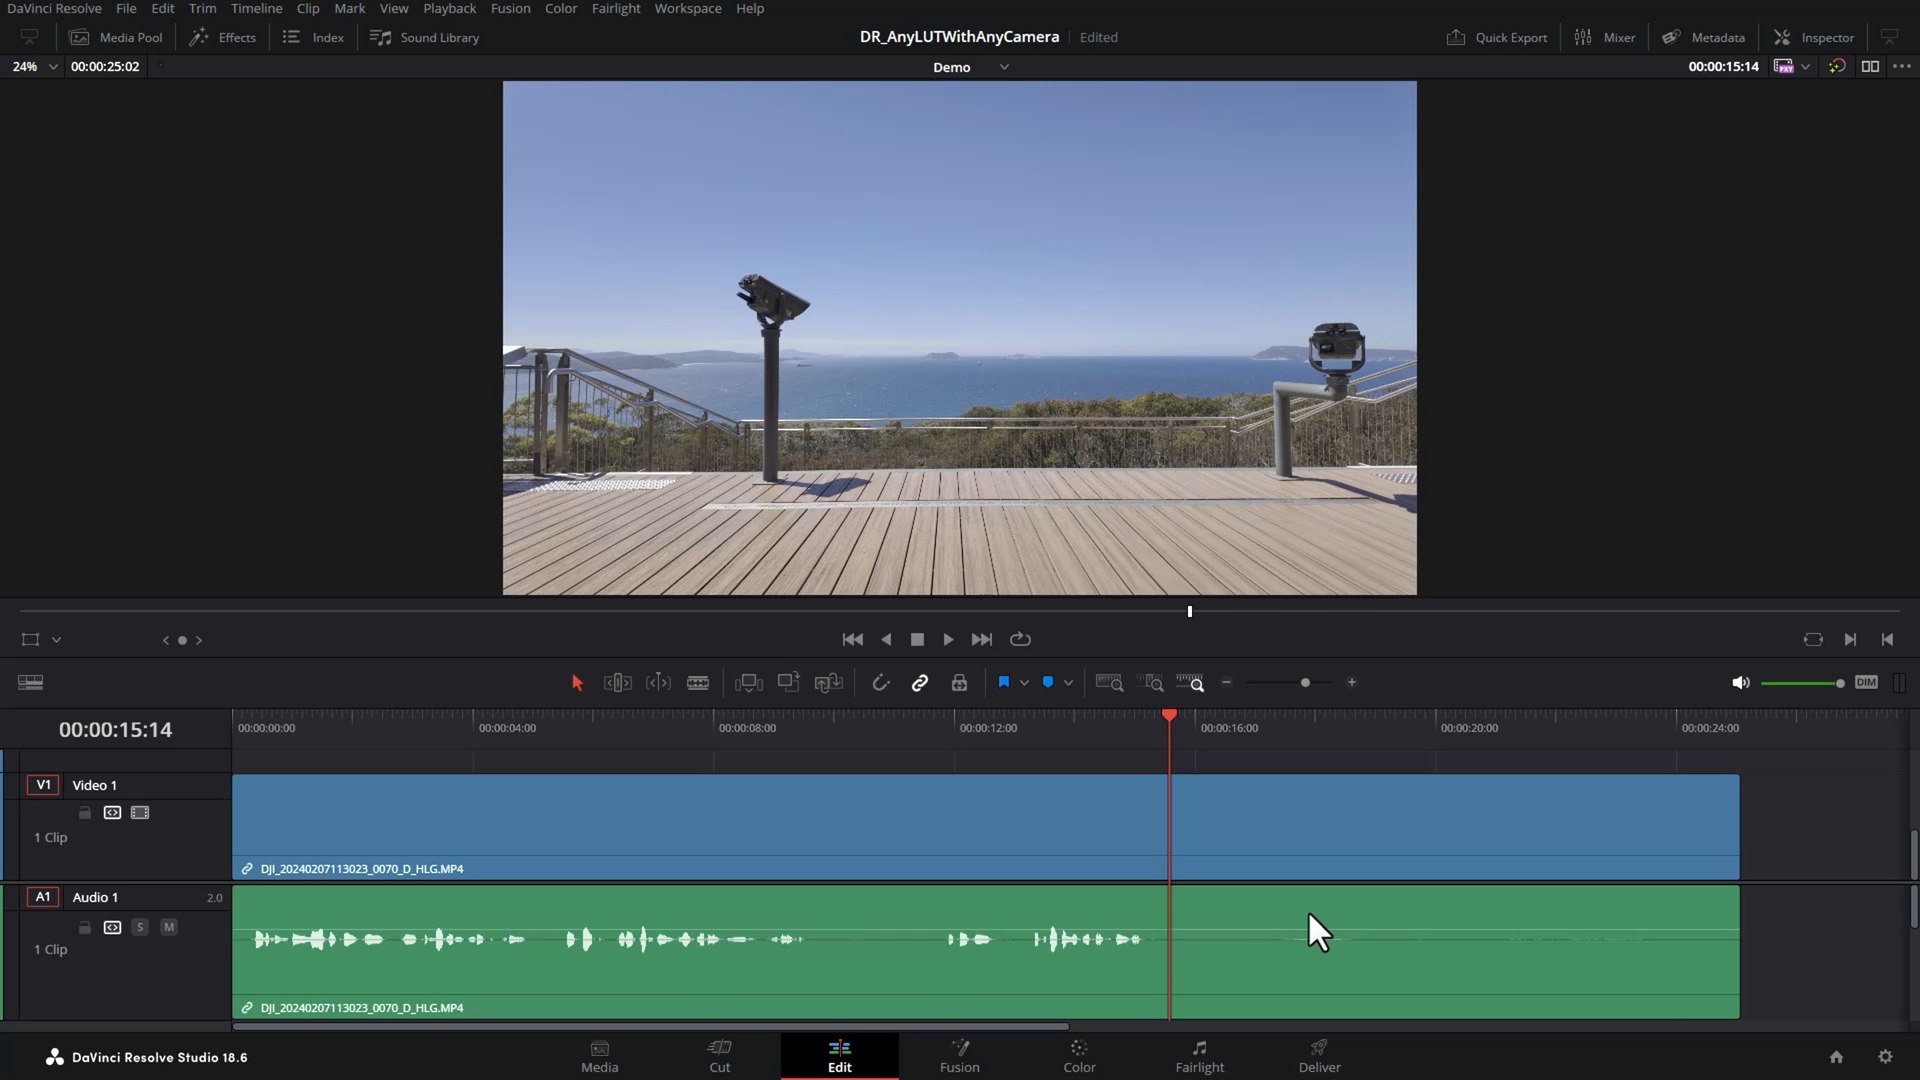 DaVinci Resolve File Edit Trim Timeline Clip Mark View Playback Fusion Color Fairlight Workspace Help
Media Pool Effects Index Sound Library DR_AnyLUTWithAnyCamera Edited Quick Export Mixer Metadata Inspector
24% 00:00:25:02 Demo 00:00:15:14 PXY
DIM
00:00:15:14 00:00:00:00 00:00:04:00 00:00:08:00 00:00:12:00 00:00:16:00 00:00:20:00 00:00:24:00
V1 Video 1
1 Clip
DJI_20240207113023_0070_D_HLG.MP4
A1 Audio 1 2.0
S M
1 Clip
DJI_20240207113023_0070_D_HLG.MP4
DaVinci Resolve Studio 18.6 Media Cut Edit Fusion Color Fairlight Deliver